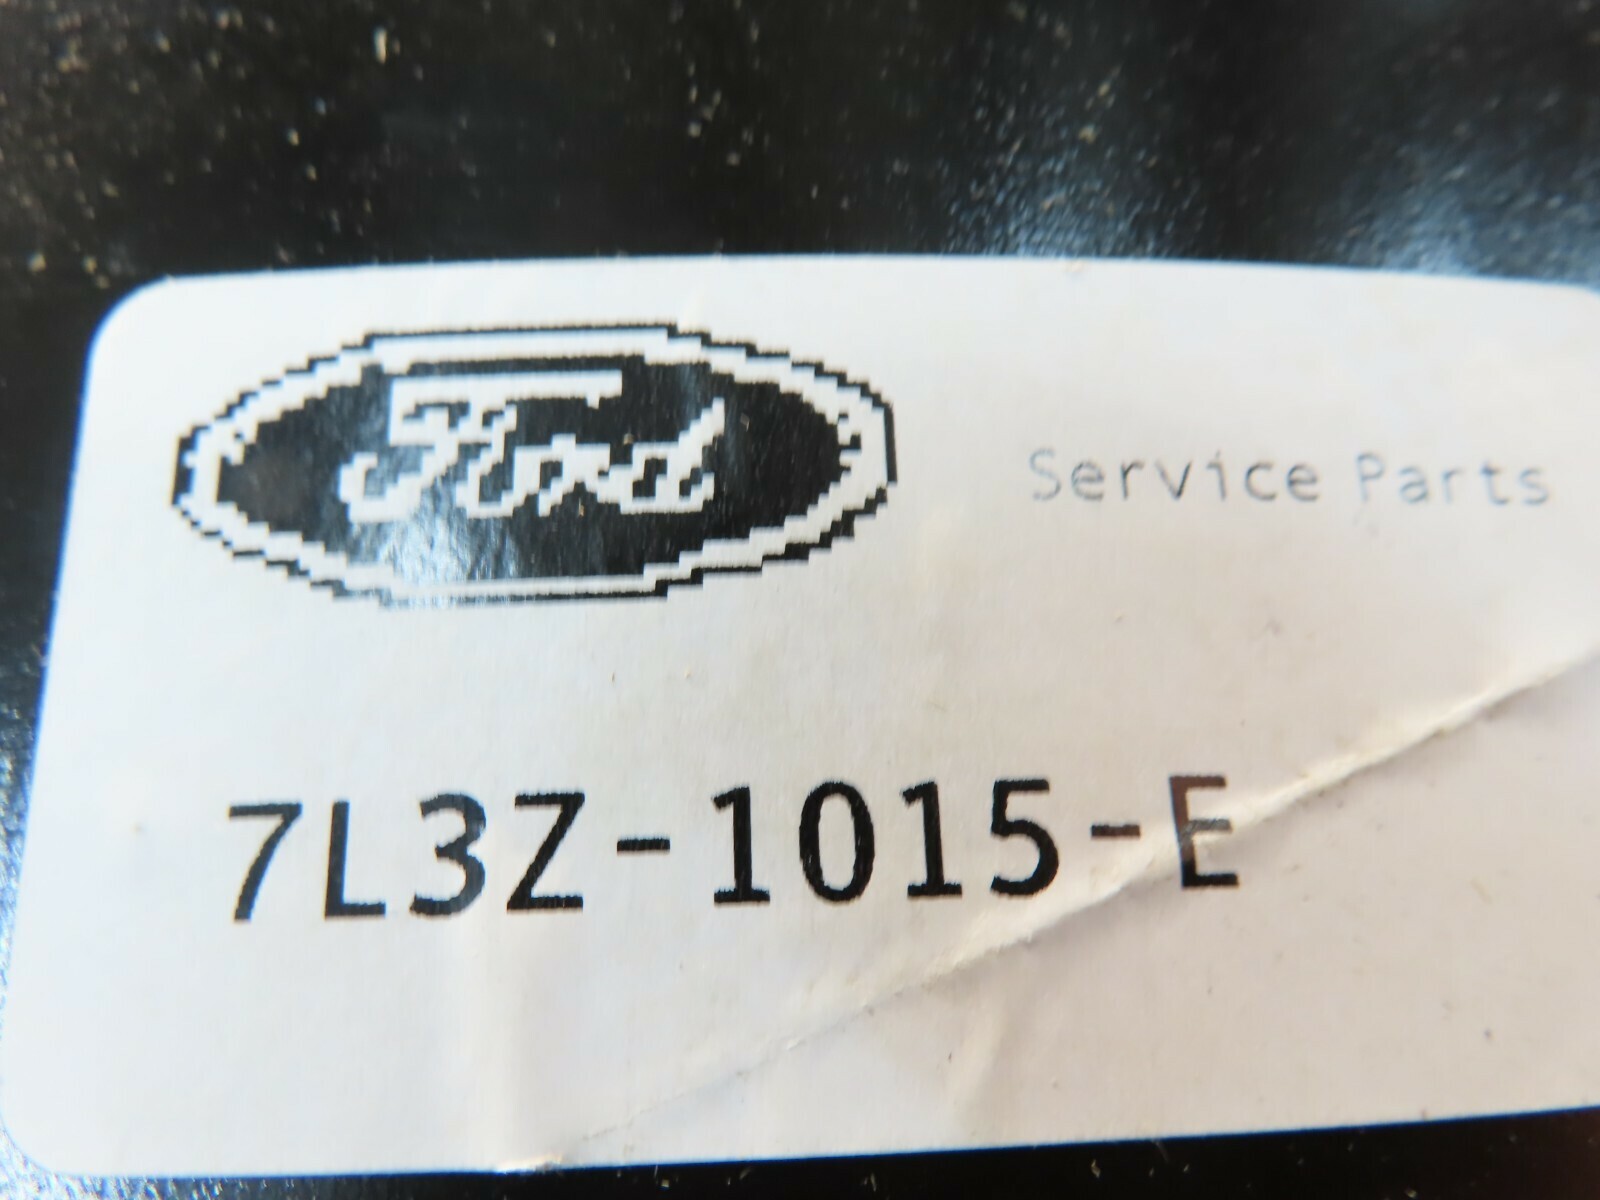 Ford
Service Parts
7L3Z-1015-E